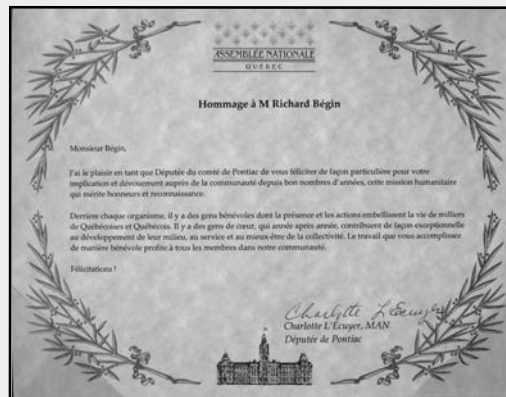 ASSEMBLÉE NATIONALE
QUÉBEC
Hommage à M Richard Bégin
Monsieur Bégin,
J'ai le plaisir en tant que Députée du comté de Pontiac de vous féliciter de façon particulière pour votre
implication et dévouement auprès de la communauté depuis bon nombres d'années, cette mission humanitaire
qui mérite honneurs et reconnaissance.
Derrière chaque organisme, il y a des gens bénévoles dont la présence et les actions embellissent la vie de milliers
de Québécoises et Québécois. Il y a des gens de cœur, qui année après année, contribuent de façon exceptionnelle
au développement de leur milieu, au service et au mieux-être de la collectivité. Le travail que vous accomplissez
de manière bénévole profite à tous les membres dans notre communauté.
Félicitations !
Charlotte L'Écuyer
Charlotte L'Écuyer, MAN
Députée de Pontiac